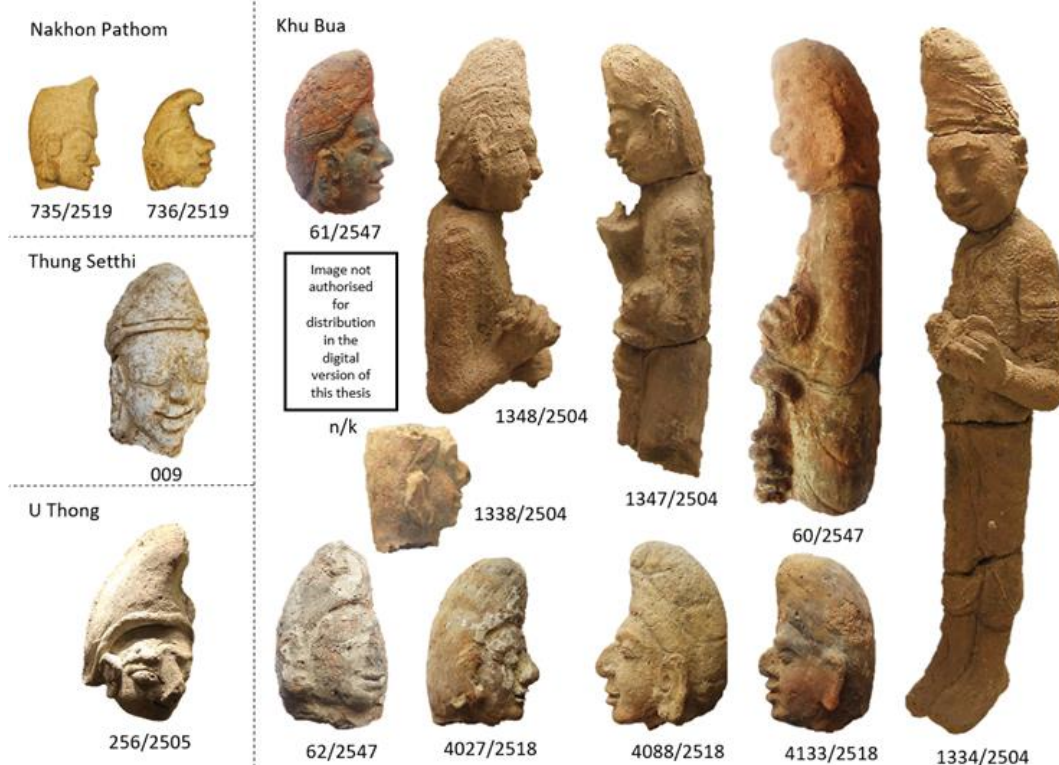 Nakhon Pathom
735/2519
736/2519
Thung Setthi
009
U Thong
256/2505
Khu Bua
61/2547
Image not
authorised
for
distribution
in the
digital
version of
this thesis
n/k
1348/2504
1338/2504
1347/2504
60/2547
62/2547
4027/2518
4088/2518
4133/2518
1334/2504